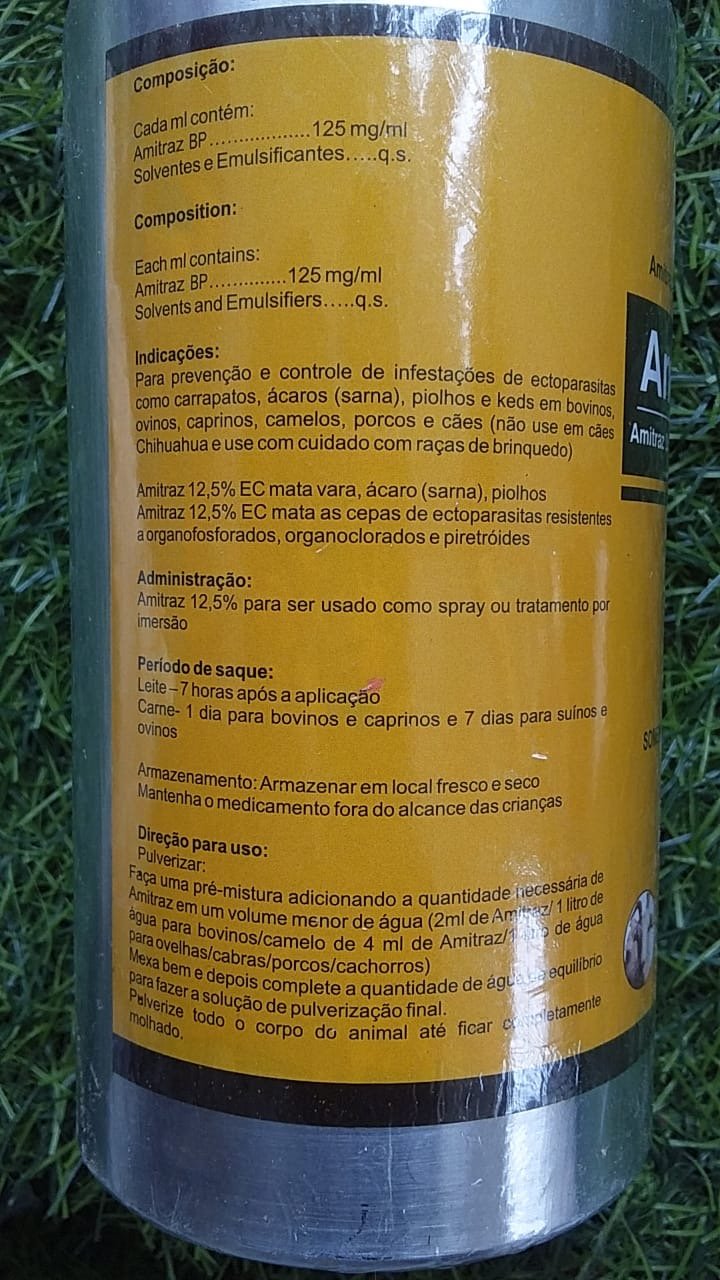 Composição:
Cada ml contém:
Amitraz BP..................125 mg/ml
Solventes e Emulsificantes.....q.s.
Composition:
Each ml contains:
Amitraz BP..............125 mg/ml
Solvents and Emulsifiers.....q.s.
Indicações:
Para prevenção e controle de infestações de ectoparasitas
como carrapatos, ácaros (sarna), piolhos e keds em bovinos,
ovinos, caprinos, camelos, porcos e cães (não use em cães
Chihuahua e use com cuidado com raças de brinquedo)
Amitraz 12,5% EC mata vara, ácaro (sarna), piolhos
Amitraz 12,5% EC mata as cepas de ectoparasitas resistentes
a organofosforados, organoclorados e piretróides
Administração:
Amitraz 12,5% para ser usado como spray ou tratamento por
imersão
Período de saque:
Leite – 7 horas após a aplicação
Carne- 1 dia para bovinos e caprinos e 7 dias para suínos e
ovinos
Armazenamento: Armazenar em local fresco e seco
Mantenha o medicamento fora do alcance das crianças
Direção para uso:
Pulverizar:
Faça uma pré-mistura adicionando a quantidade necessária de
Amitraz em um volume menor de água (2ml de Amitraz/ 1 litro de
água para bovinos/camelo de 4 ml de Amitraz/1 litro de água
para ovelhas/cabras/porcos/cachorros)
Mexa bem e depois complete a quantidade de água de equilíbrio
para fazer a solução de pulverização final.
Pulverize todo o corpo do animal até ficar completamente
molhado.
Amitraz